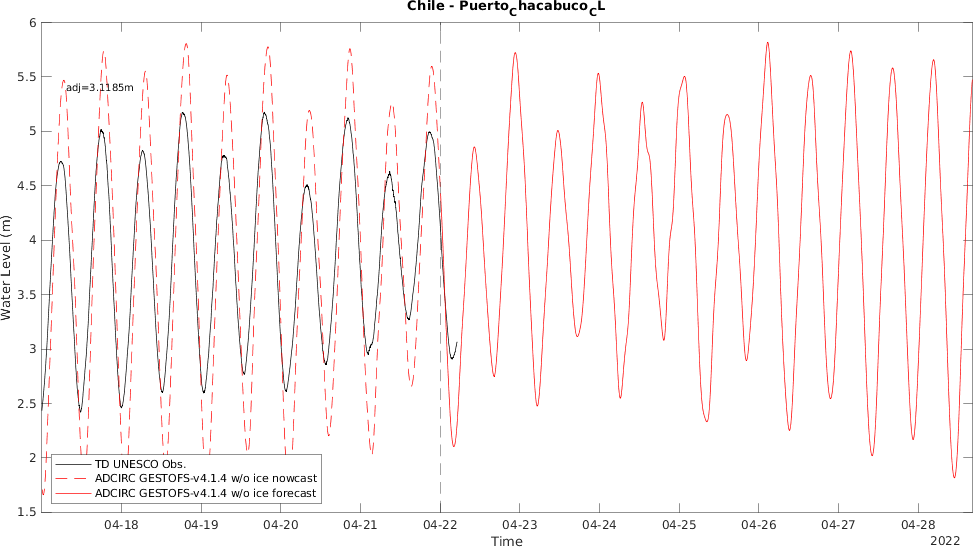 Chile - Puerto_Chacabuco_CL
6
5.5
5
4.5
4
3.5
3
2.5
2
1.5
Water Level (m)
adj=3.1185m
TD UNESCO Obs.
ADCIRC GESTOFS-v4.1.4 w/o ice nowcast
ADCIRC GESTOFS-v4.1.4 w/o ice forecast
04-18 04-19 04-20 04-21 04-22 04-23 04-24 04-25 04-26 04-27 04-28
Time
2022